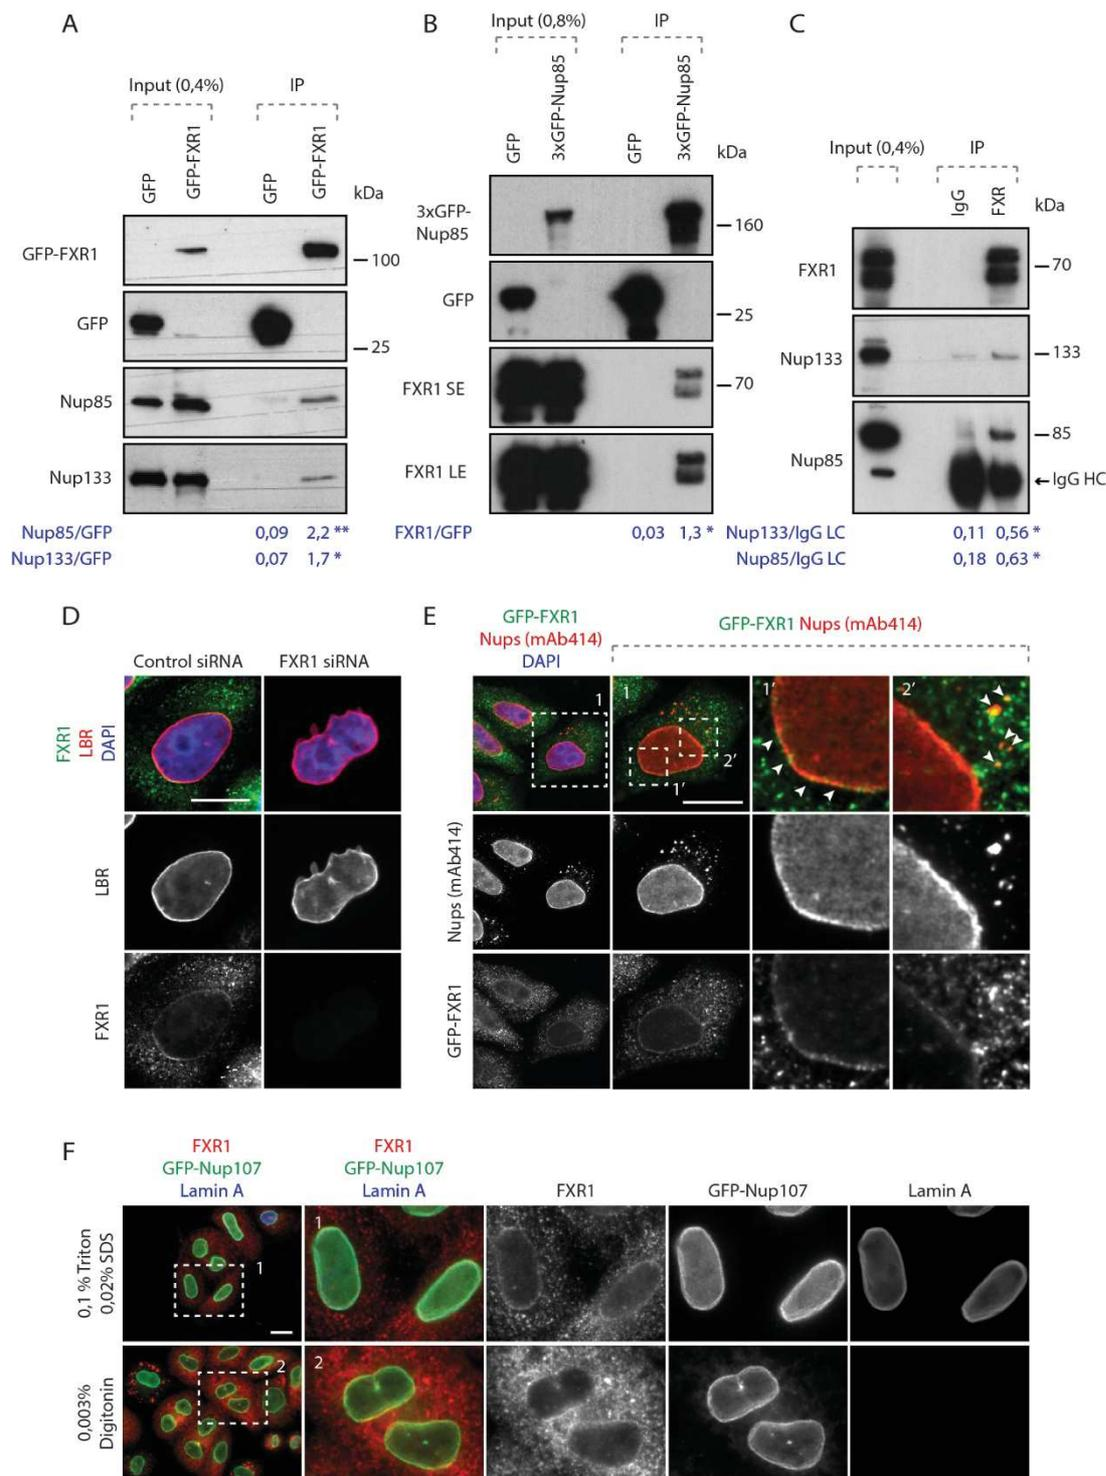 A
Input (0,4%)
IP
GFP
GFP-FXR1
GFP
GFP-FXR1
kDa
GFP-FXR1
100
GFP
25
Nup85
Nup133
Nup85/GFP 0,09 2,2 **
Nup133/GFP 0,07 1,7 *
B
Input (0,8%)
IP
GFP
3xGFP-Nup85
GFP
3xGFP-Nup85
kDa
3xGFP-
Nup85
160
GFP
25
FXR1 SE
70
FXR1 LE
FXR1/GFP 0,03 1,3 *
C
Input (0,4%)
IP
IgG
FXR
kDa
FXR1
70
Nup133
133
Nup85
85
IgG HC
Nup133/IgG LC 0,11 0,56 *
Nup85/IgG LC 0,18 0,63 *
D
Control siRNA
FXR1 siRNA
FXR1
LBR
DAPI
LBR
FXR1
E
GFP-FXR1
Nups (mAb414)
DAPI
GFP-FXR1 Nups (mAb414)
1
1
2'
1'
1'
2'
Nups (mAb414)
GFP-FXR1
F
FXR1
GFP-Nup107
Lamin A
FXR1
GFP-Nup107
Lamin A
FXR1
GFP-Nup107
Lamin A
0,1 % Triton
0,02% SDS
1
1
0,003%
Digitonin
2
2